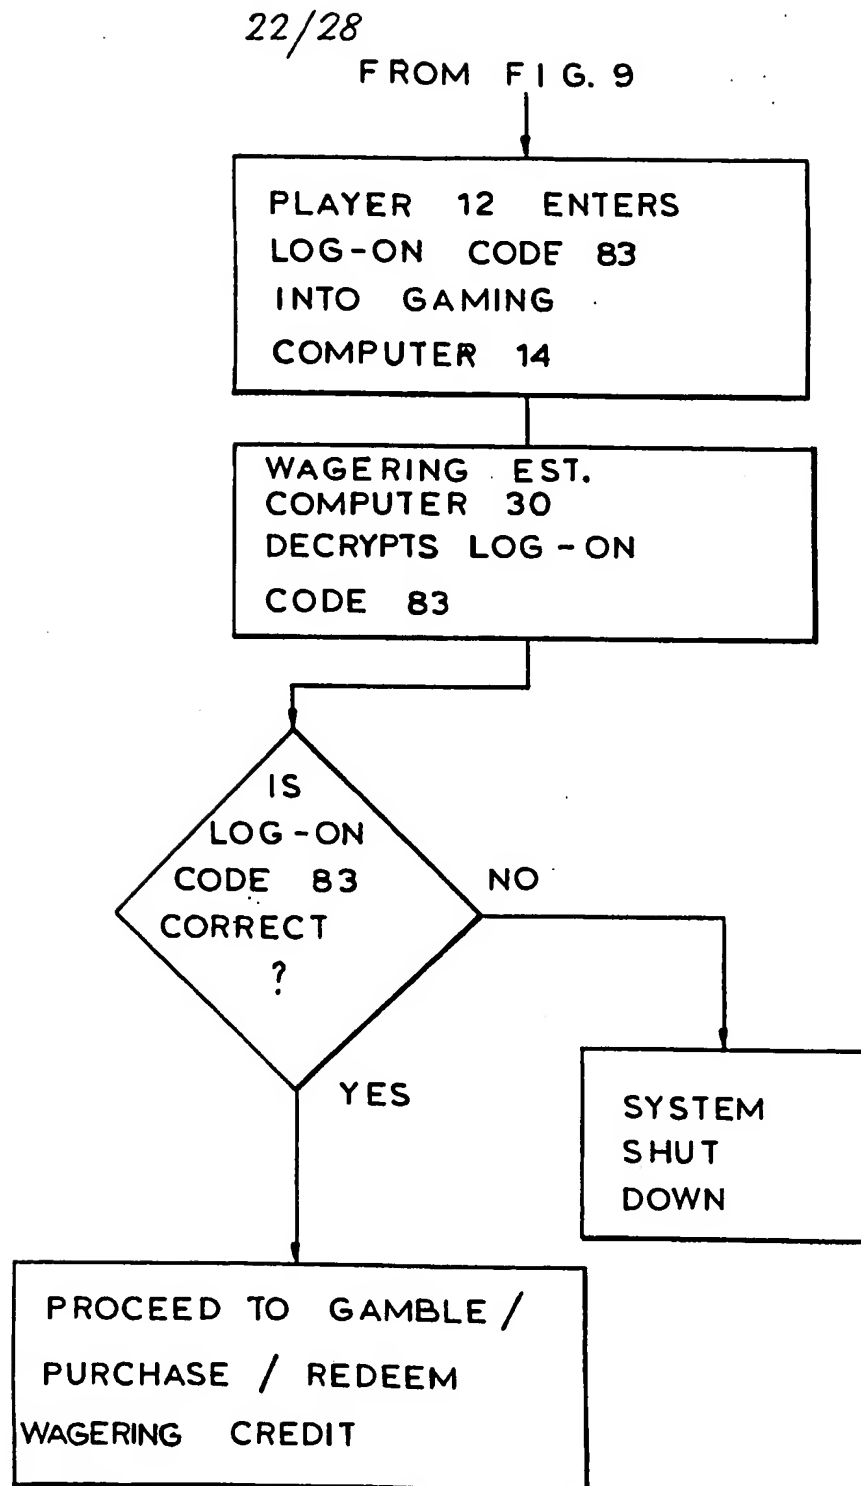 22/28
FROM FIG. 9
PLAYER 12 ENTERS
LOG-ON CODE 83
INTO GAMING
COMPUTER 14
WAGERING EST.
COMPUTER 30
DECRYPTS LOG-ON
CODE 83
IS
LOG-ON
CODE 83
CORRECT
?
NO
YES
SYSTEM
SHUT
DOWN
PROCEED TO GAMBLE /
PURCHASE / REDEEM
WAGERING CREDIT